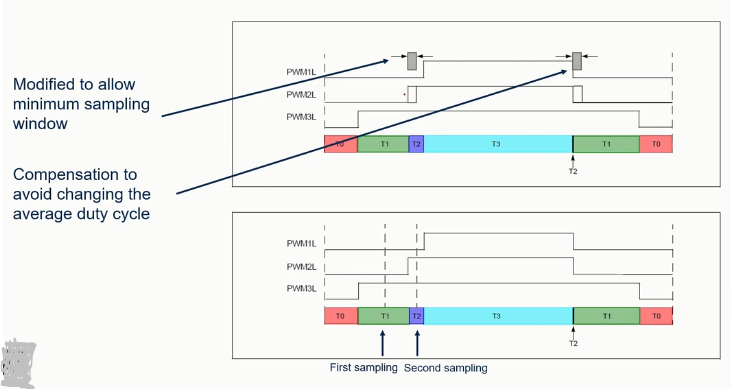 Modified to allow
minimum sampling
window
Compensation to
avoid changing the
average duty cycle
PWM1L
PWM2L
PWM3L
T0 T1 T2 T3 T1 T0
T2
PWM1L
PWM2L
PWM3L
T0 T1 T2 T3 T1 T0
T2
First sampling Second sampling